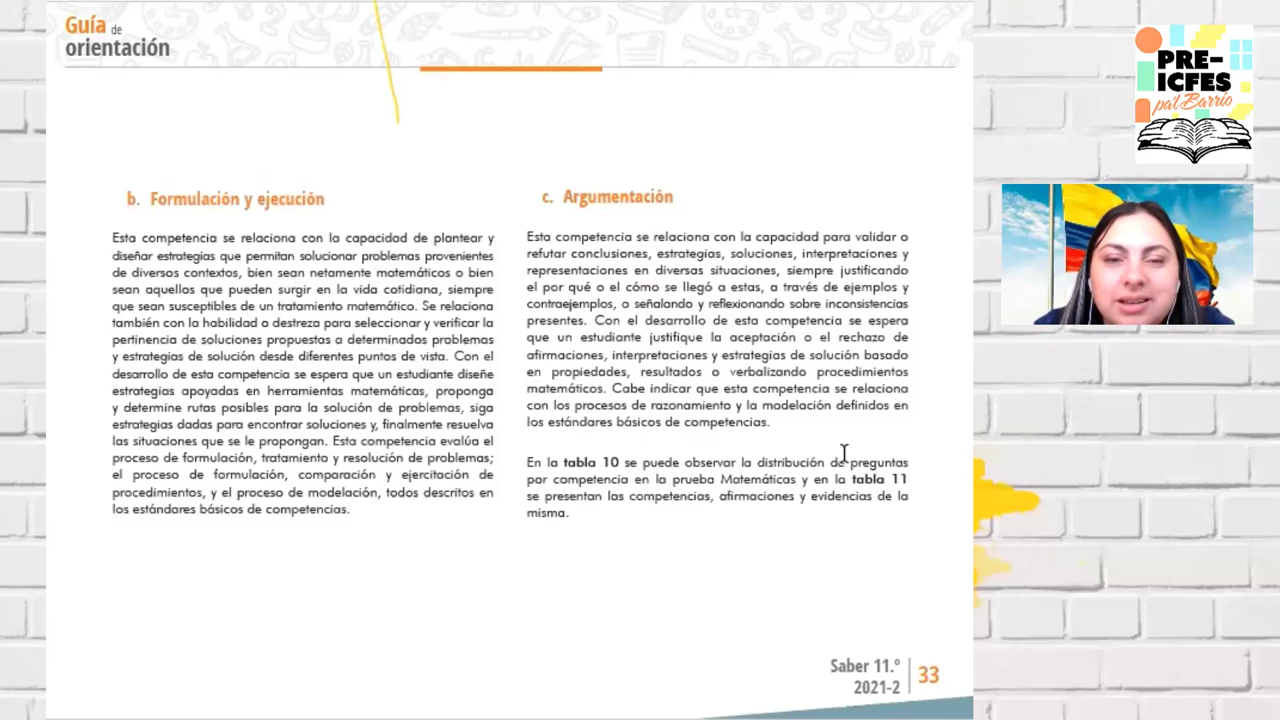 Guía de
orientación
b. Formulación y ejecución
Esta competencia se relaciona con la capacidad de plantear y
diseñar estrategias que permitan solucionar problemas provenientes
de diversos contextos, bien sean netamente matemáticos o bien
sean aquellos que pueden surgir en la vida cotidiana, siempre
que sean susceptibles de un tratamiento matemático. Se relaciona
también con la habilidad o destreza para seleccionar y verificar la
pertinencia de soluciones propuestas a determinados problemas
y estrategias de solución desde diferentes puntos de vista. Con el
desarrollo de esta competencia se espera que un estudiante diseñe
estrategias apoyadas en herramientas matemáticas, proponga
y determine rutas posibles para la solución de problemas, siga
estrategias dadas para encontrar soluciones y, finalmente resuelva
las situaciones que se le propongan. Esta competencia evalúa el
proceso de formulación, tratamiento y resolución de problemas;
el proceso de formulación, comparación y ejercitación de
procedimientos, y el proceso de modelación, todos descritos en
los estándares básicos de competencias.
c. Argumentación
Esta competencia se relaciona con la capacidad para validar o
refutar conclusiones, estrategias, soluciones, interpretaciones y
representaciones en diversas situaciones, siempre justificando
el por qué o el cómo se llegó a estas, a través de ejemplos y
contraejemplos, o señalando y reflexionando sobre inconsistencias
presentes. Con el desarrollo de esta competencia se espera
que un estudiante justifique la aceptación o el rechazo de
afirmaciones, interpretaciones y estrategias de solución basado
en propiedades, resultados o verbalizando procedimientos
matemáticos. Cabe indicar que esta competencia se relaciona
con los procesos de razonamiento y la modelación definidos en
los estándares básicos de competencias.
En la tabla 10 se puede observar la distribución de preguntas
por competencia en la prueba Matemáticas y en la tabla 11
se presentan las competencias, afirmaciones y evidencias de la
misma.
Saber 11.º
2021-2
33
PRE-
ICFES
pa'l Barrio